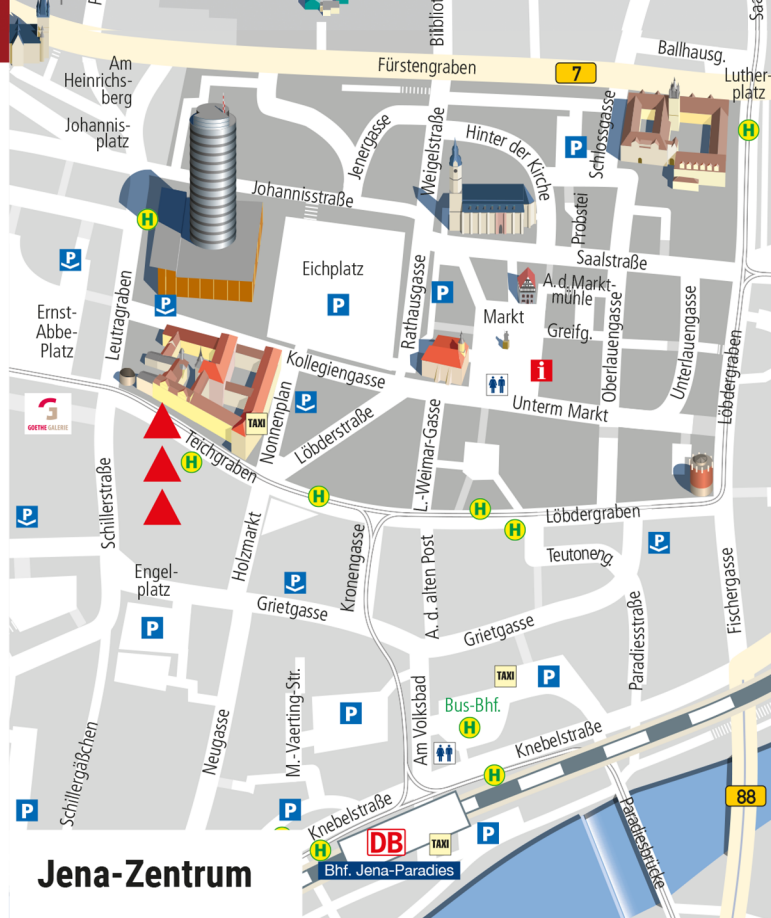 Ballhausg.
Fürstengraben
7
Am
Heinrichs-
berg
Luther-
platz
H
Johannis-
platz
Jenergasse
Weigelstraße
Hinter der Kirche
P
Schlossgasse
Johannisstraße
H
Probstei
Saalstraße
P
Eichplatz
Rathausgasse
A.d.Markt-
mühle
Leutragraben
P
P
P
Markt
Oberlauengasse
Unterlauengasse
Ernst-
Abbe-
Platz
Greifg.
Löbdergraben
Kollegiengasse
i
GOETHE GALERIE
Nonnenplan
P
Unterm Markt
TAXI
Löbderstraße
L.-Weimar-Gasse
Teichgraben
H
Schillerstraße
H
H
Löbdergraben
H
P
Holzmarkt
Kronengasse
A. d. alten Post
Teutoneng.
P
Fischergasse
Engel-
platz
P
Grietgasse
Grietgasse
Paradiesstraße
P
M.-Vaerting-Str.
Am Volksbad
TAXI
P
Bus-Bhf.
H
P
Neugasse
Schillergäßchen
Knebelstraße
H
88
P
P
Knebelstraße
Paradiesbrücke
P
H
DB
TAXI
Bhf. Jena-Paradies
Jena-Zentrum